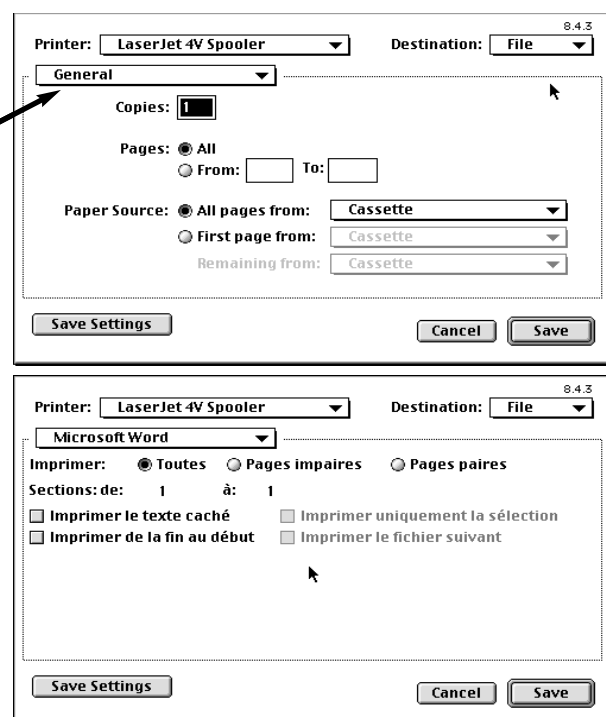 8.4.3
Printer: LaserJet 4V Spooler Destination: File
General
Copies: 1
Pages: All
From: To:
Paper Source: All pages from: Cassette
First page from: Cassette
Remaining from: Cassette
Save Settings Cancel Save
8.4.3
Printer: LaserJet 4V Spooler Destination: File
Microsoft Word
Imprimer: Toutes Pages impaires Pages paires
Sections: de: 1 à: 1
Imprimer le texte caché Imprimer uniquement la sélection
Imprimer de la fin au début Imprimer le fichier suivant
Save Settings Cancel Save